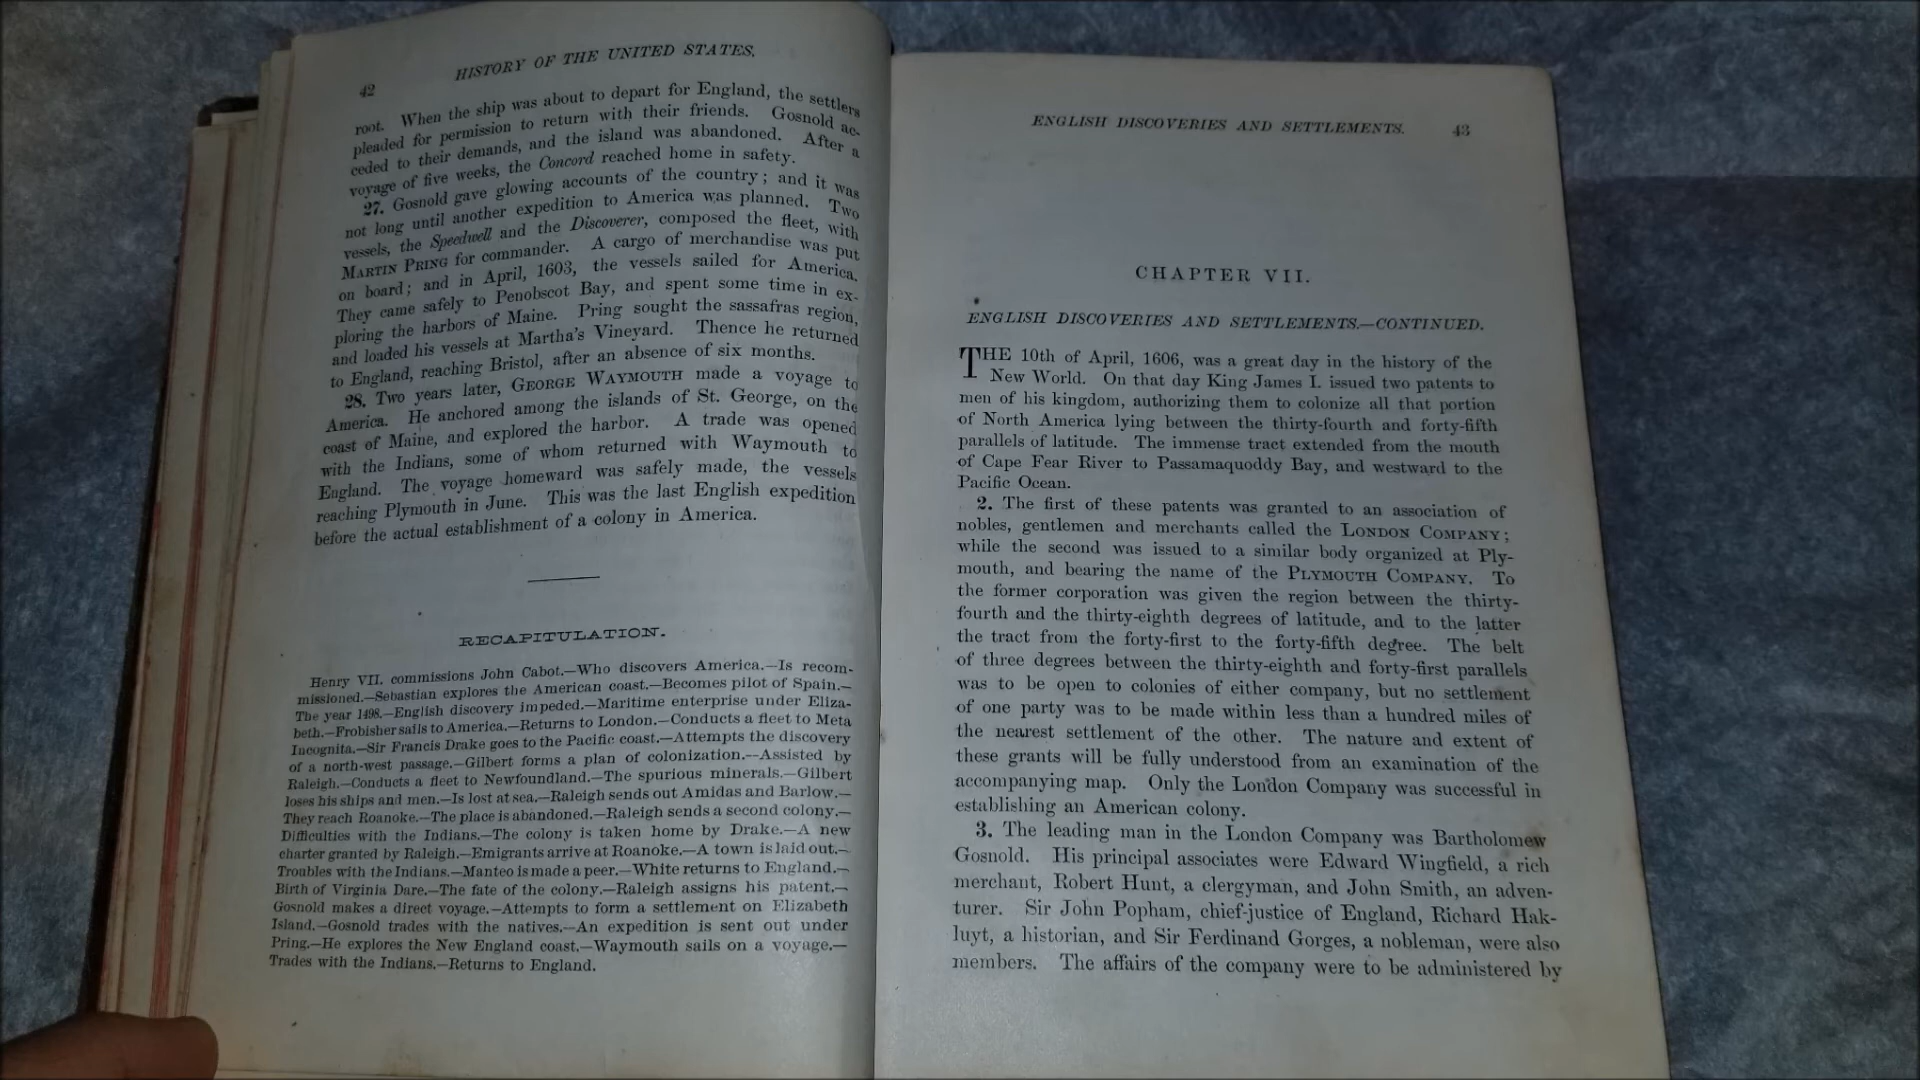 HISTORY OF THE UNITED STATES.
42
root. When the ship was about to depart for England, the settlers
pleaded for permission to return with their friends. Gosnold ac-
ceded to their demands, and the island was abandoned. After a
voyage of five weeks, the Concord reached home in safety.
27. Gosnold gave glowing accounts of the country; and it was
not long until another expedition to America was planned. Two
vessels, the Speedwell and the Discoverer, composed the fleet, with
MARTIN PRING for commander. A cargo of merchandise was put
on board; and in April, 1603, the vessels sailed for America.
They came safely to Penobscot Bay, and spent some time in ex-
ploring the harbors of Maine. Pring sought the sassafras region,
and loaded his vessels at Martha's Vineyard. Thence he returned
to England, reaching Bristol, after an absence of six months.
28. Two years later, GEORGE WAYMOUTH made a voyage to
America. He anchored among the islands of St. George, on the
coast of Maine, and explored the harbor. A trade was opened
with the Indians, some of whom returned with Waymouth to
England. The voyage homeward was safely made, the vessels
reaching Plymouth in June. This was the last English expedition
before the actual establishment of a colony in America.
RECAPITULATION.
Henry VII. commissions John Cabot.—Who discovers America.—Is recom-
missioned.—Sebastian explores the American coast.—Becomes pilot of Spain.—
The year 1498.—English discovery impeded.—Maritime enterprise under Eliza-
beth.—Frobisher sails to America.—Returns to London.—Conducts a fleet to Meta
Incognita.—Sir Francis Drake goes to the Pacific coast.—Attempts the discovery
of a north-west passage.—Gilbert forms a plan of colonization.—Assisted by
Raleigh.—Conducts a fleet to Newfoundland.—The spurious minerals.—Gilbert
loses his ships and men.—Is lost at sea.—Raleigh sends out Amidas and Barlow.—
They reach Roanoke.—The place is abandoned.—Raleigh sends a second colony.—
Difficulties with the Indians.—The colony is taken home by Drake.—A new
charter granted by Raleigh.—Emigrants arrive at Roanoke.—A town is laid out.—
Troubles with the Indians.—Manteo is made a peer.—White returns to England.—
Birth of Virginia Dare.—The fate of the colony.—Raleigh assigns his patent.—
Gosnold makes a direct voyage.—Attempts to form a settlement on Elizabeth
Island.—Gosnold trades with the natives.—An expedition is sent out under
Pring.—He explores the New England coast.—Waymouth sails on a voyage.—
Trades with the Indians.—Returns to England.
ENGLISH DISCOVERIES AND SETTLEMENTS. 43
CHAPTER VII.
ENGLISH DISCOVERIES AND SETTLEMENTS.—CONTINUED.
THE 10th of April, 1606, was a great day in the history of the
New World. On that day King James I. issued two patents to
men of his kingdom, authorizing them to colonize all that portion
of North America lying between the thirty-fourth and forty-fifth
parallels of latitude. The immense tract extended from the mouth
of Cape Fear River to Passamaquoddy Bay, and westward to the
Pacific Ocean.
2. The first of these patents was granted to an association of
nobles, gentlemen and merchants called the LONDON COMPANY;
while the second was issued to a similar body organized at Ply-
mouth, and bearing the name of the PLYMOUTH COMPANY. To
the former corporation was given the region between the thirty-
fourth and the thirty-eighth degrees of latitude, and to the latter
the tract from the forty-first to the forty-fifth degree. The belt
of three degrees between the thirty-eighth and forty-first parallels
was to be open to colonies of either company, but no settlement
of one party was to be made within less than a hundred miles of
the nearest settlement of the other. The nature and extent of
these grants will be fully understood from an examination of the
accompanying map. Only the London Company was successful in
establishing an American colony.
3. The leading man in the London Company was Bartholomew
Gosnold. His principal associates were Edward Wingfield, a rich
merchant, Robert Hunt, a clergyman, and John Smith, an adven-
turer. Sir John Popham, chief-justice of England, Richard Hak-
luyt, a historian, and Sir Ferdinand Gorges, a nobleman, were also
members. The affairs of the company were to be administered by